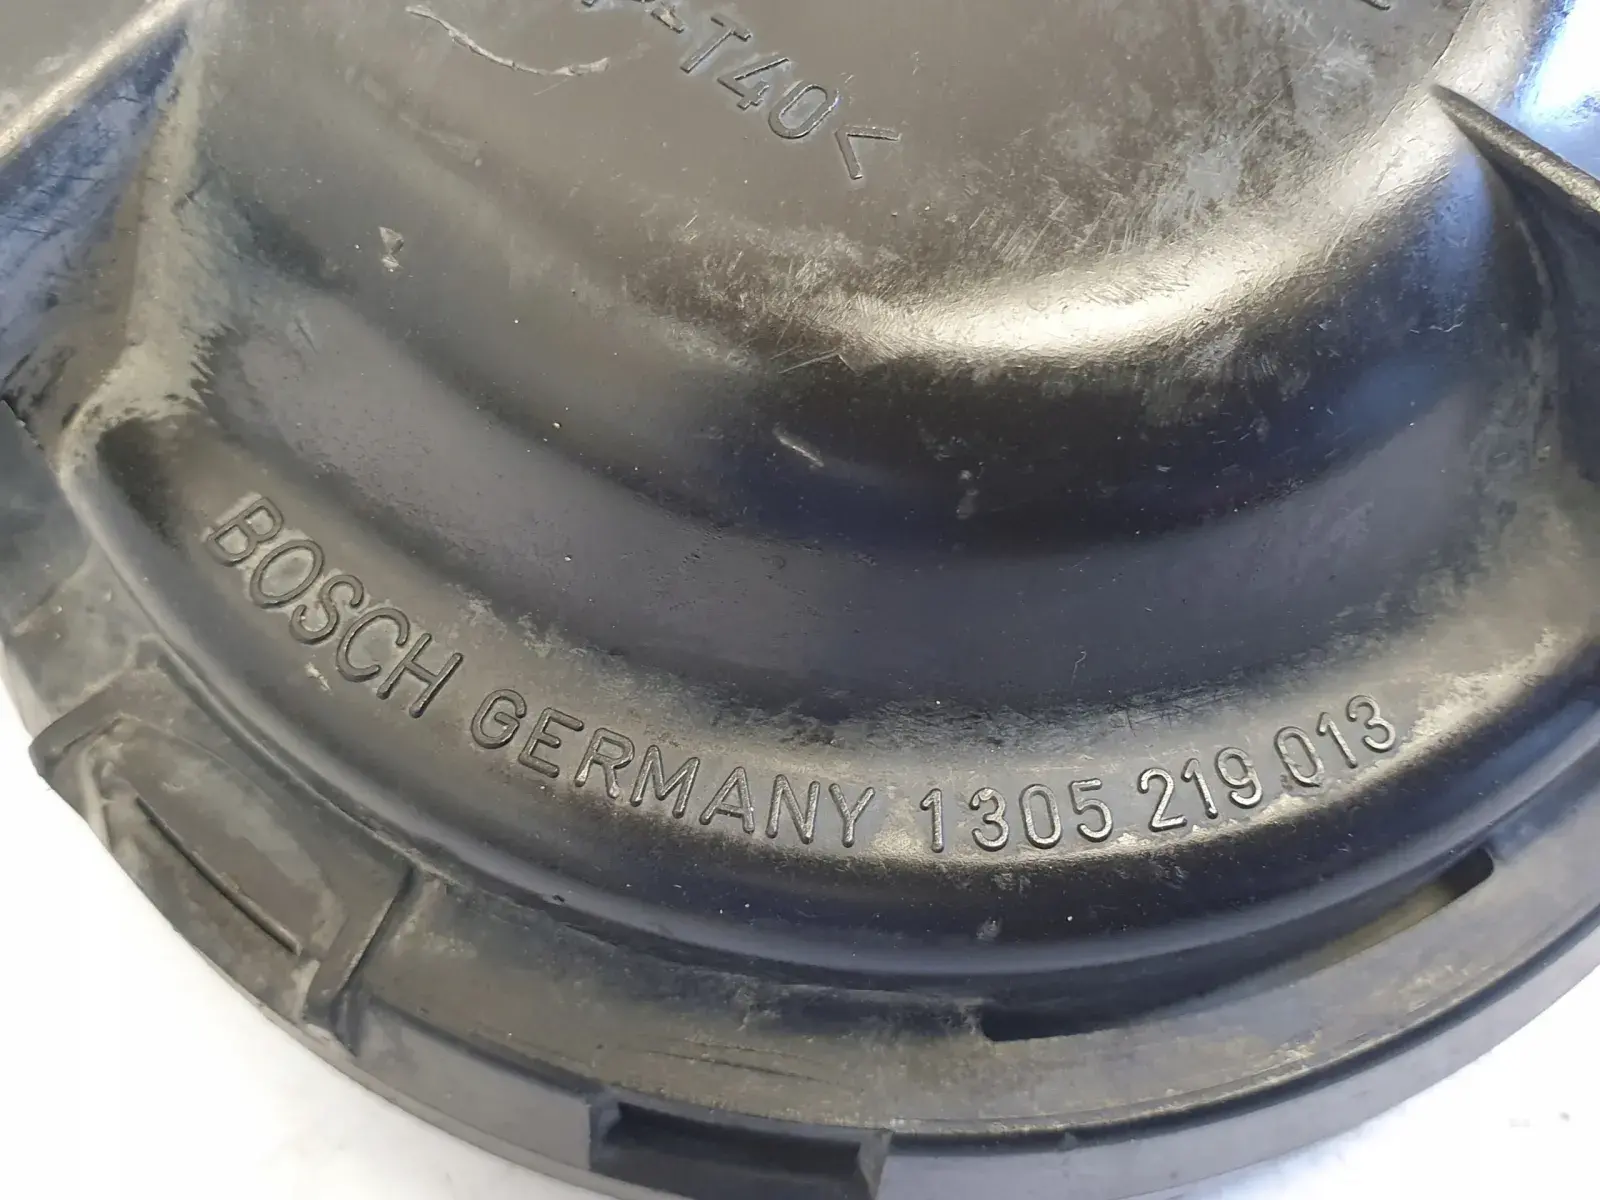 -T40<
BOSCH GERMANY 1305 219 013